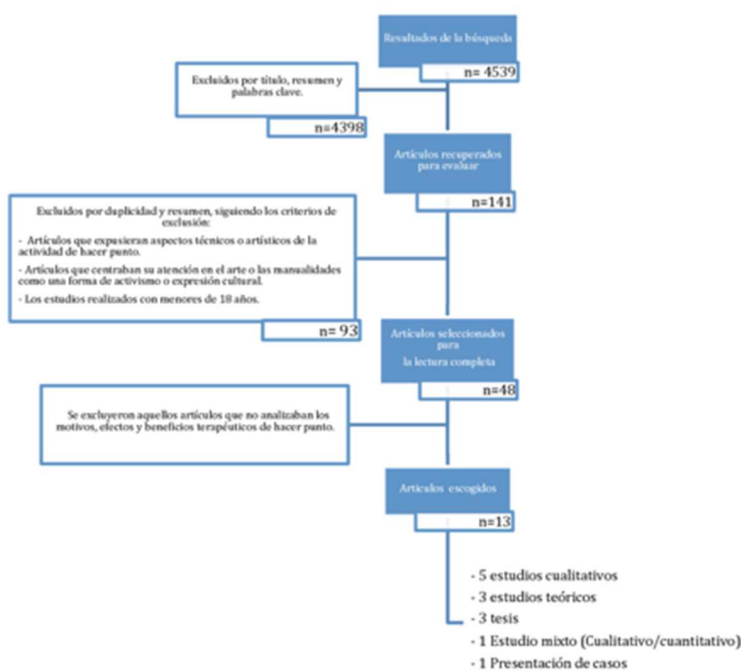 Resultados de la búsqueda
n= 4539
Excluidos por título, resumen y
palabras clave.
n=4398
Artículos recuperados
para evaluar
n=141
Excluidos por duplicidad y resumen, siguiendo los criterios de
exclusión:
- Artículos que expusieran aspectos técnicos o artísticos de la
actividad de hacer punto.
- Artículos que centraban su atención en el arte o las manualidades
como una forma de activismo o expresión cultural.
- Los estudios realizados con menores de 18 años.
n= 93
Artículos seleccionados
para
la lectura completa
n=48
Se excluyeron aquellos artículos que no analizaban los
motivos, efectos y beneficios terapéuticos de hacer punto.
Artículos escogidos
n=13
- 5 estudios cualitativos
- 3 estudios teóricos
- 3 tesis
- 1 Estudio mixto (Cualitativo/cuantitativo)
- 1 Presentación de casos